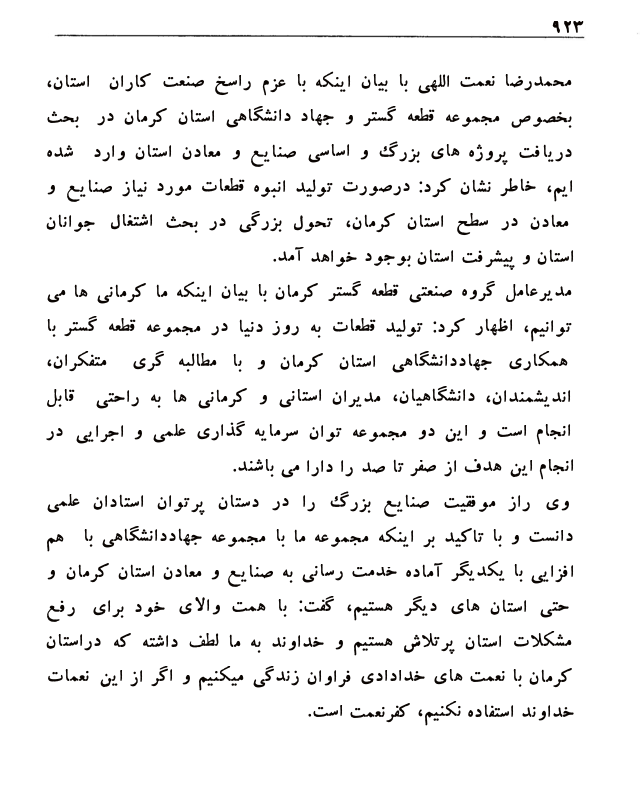 ۹۲۳
محمدرضا نعمت اللهی با بیان اینکه با عزم راسخ صنعت کاران استان،
بخصوص مجموعه قطعه گستر و جهاد دانشگاهی استان کرمان در بحث
دریافت پروژه های بزرگ و اساسی صنایع و معادن استان وارد شده
ایم، خاطر نشان کرد: درصورت تولید انبوه قطعات مورد نیاز صنایع و
معادن در سطح استان کرمان، تحول بزرگی در بحث اشتغال جوانان
استان و پیشرفت استان بوجود خواهد آمد.
مدیرعامل گروه صنعتی قطعه گستر کرمان با بیان اینکه ما کرمانی ها می
توانیم، اظهار کرد: تولید قطعات به روز دنیا در مجموعه قطعه گستر با
همکاری جهاددانشگاهی استان کرمان و با مطالبه گری متفکران،
اندیشمندان، دانشگاهیان، مدیران استانی و کرمانی ها به راحتی قابل
انجام است و این دو مجموعه توان سرمایه گذاری علمی و اجرایی در
انجام این هدف از صفر تا صد را دارا می باشند.
وی راز موفقیت صنایع بزرگ را در دستان پرتوان استادان علمی
دانست و با تاکید بر اینکه مجموعه ما با مجموعه جهاددانشگاهی با هم
افزایی با یکدیگر آماده خدمت رسانی به صنایع و معادن استان کرمان و
حتی استان های دیگر هستیم، گفت: با همت والای خود برای رفع
مشکلات استان پرتلاش هستیم و خداوند به ما لطف داشته که دراستان
کرمان با نعمت های خدادادی فراوان زندگی میکنیم و اگر از این نعمات
خداوند استفاده نکنیم، کفرنعمت است.